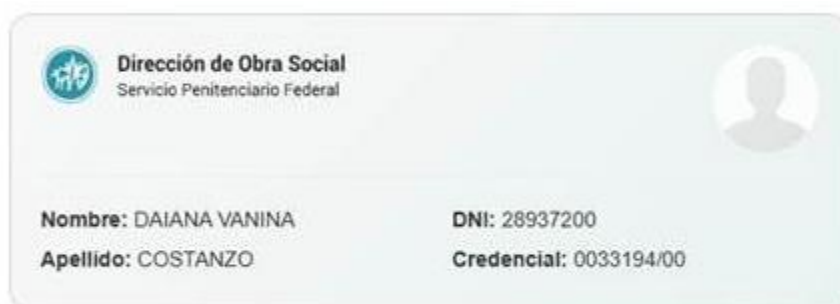 Dirección de Obra Social
Servicio Penitenciario Federal
Nombre: DAIANA VANINA
DNI: 28937200
Apellido: COSTANZO
Credencial: 0033194/00